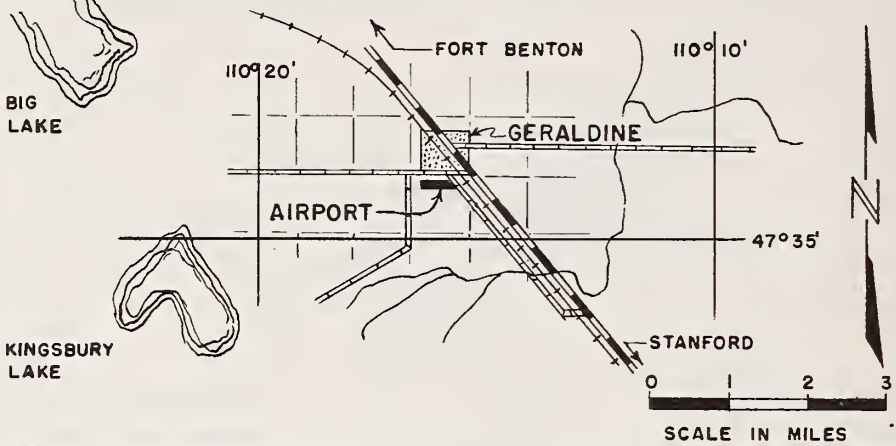 FORT BENTON
110° 10'
110° 20'
BIG
LAKE
GERALDINE
AIRPORT
N
47° 35'
KINGSBURY
LAKE
STANFORD
0 1 2 3
SCALE IN MILES